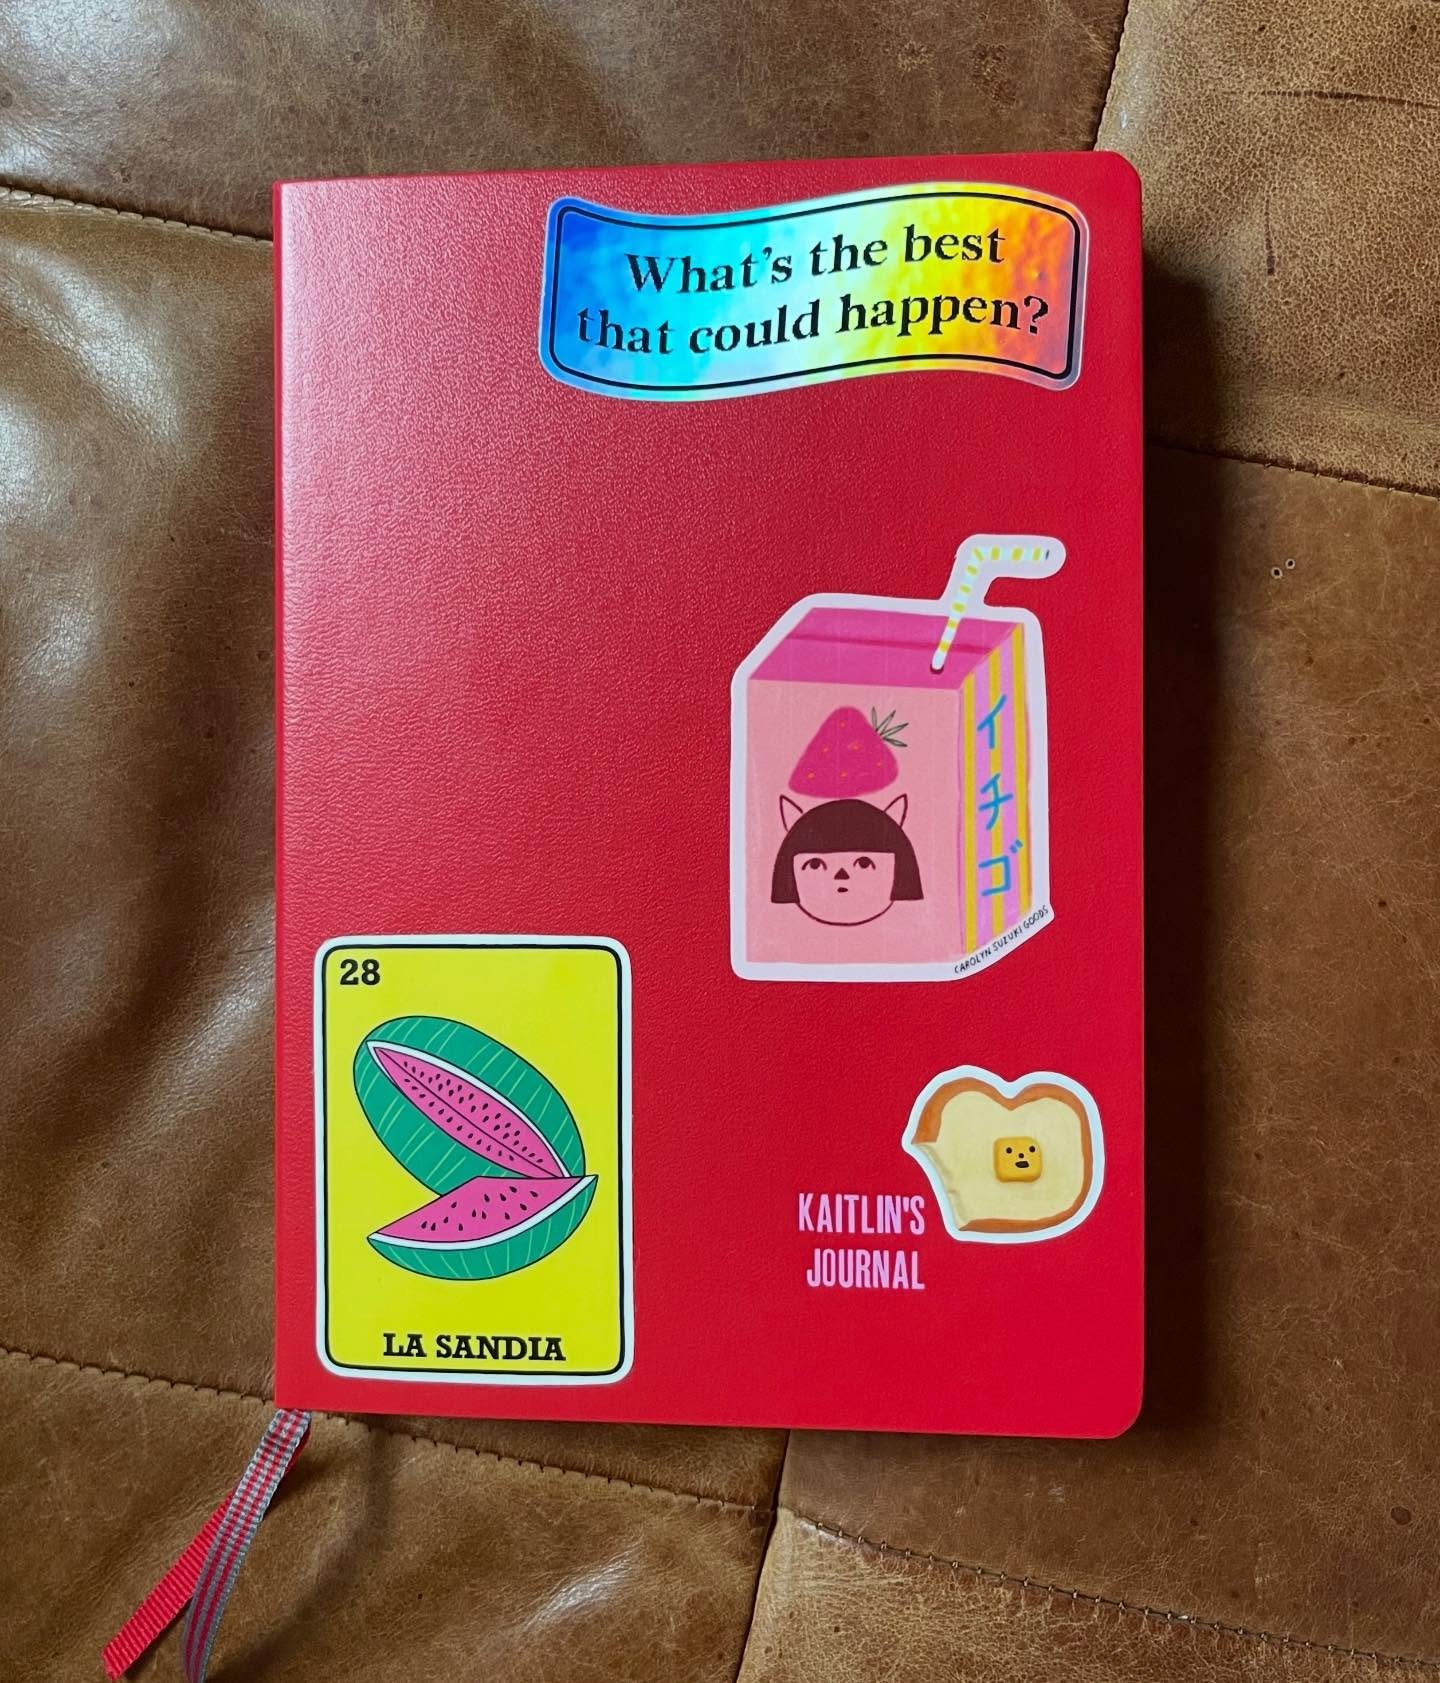 What's the best
that could happen?
イチゴ
CAROLYN SUZUKI GOODS
28
LA SANDIA
KAITLIN'S
JOURNAL